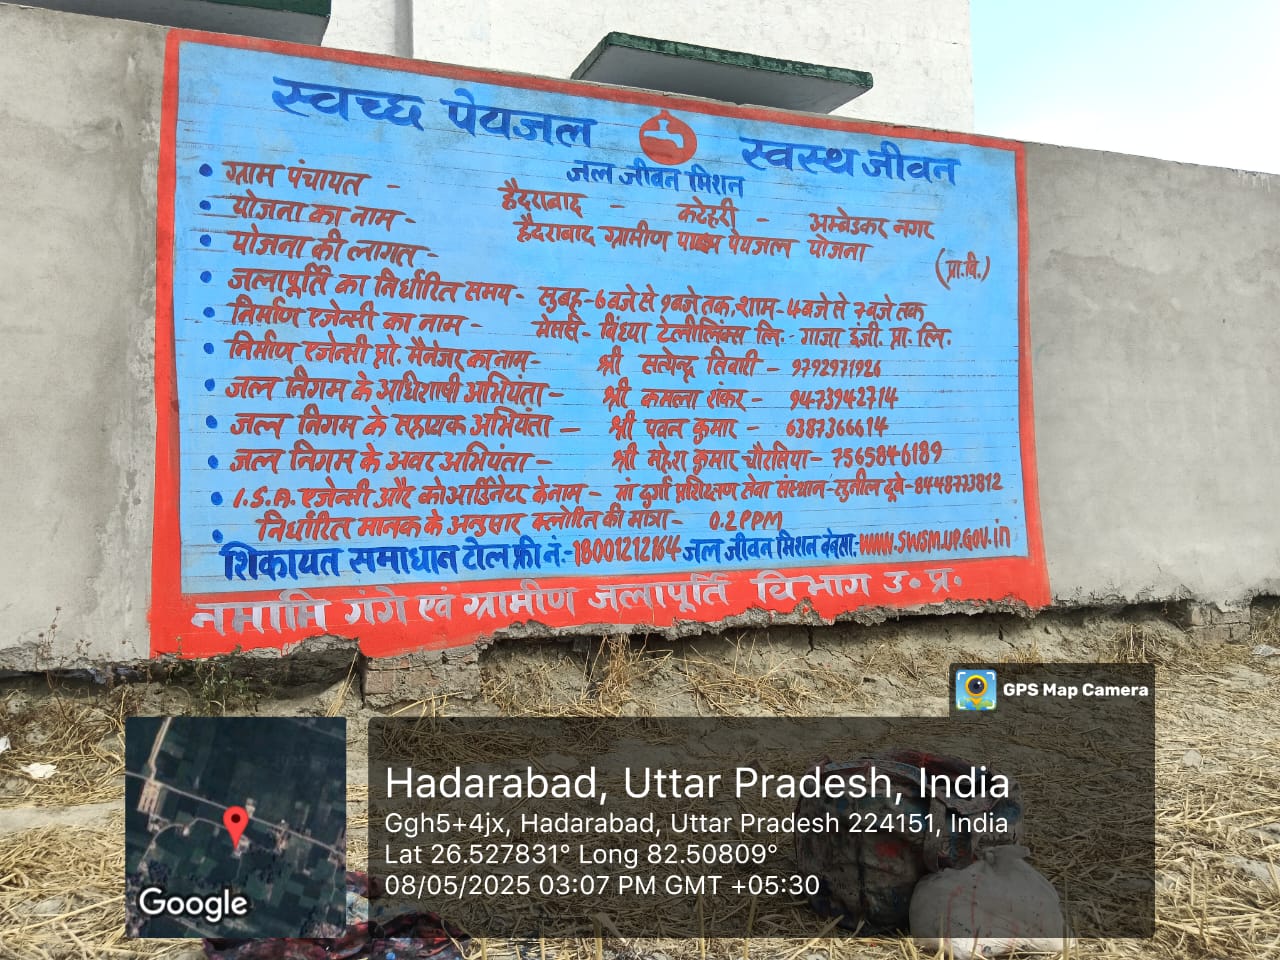 स्वच्छ पेयजल स्वस्थ जीवन
जल जीवन मिशन
• ग्राम पंचायत - हैदराबाद - कटेहरी - अम्बेडकर नगर
• योजना का नाम - हैदराबाद ग्रामीण पाइप पेयजल योजना
• योजना की लागत - (प्रा.वि.)
• जलापूर्ति का निर्धारित समय - सुबह - 6 बजे से 9 बजे तक, शाम - 4 बजे से 7 बजे तक
• निर्माण एजेन्सी का नाम - मेसर्स - विंध्या टेलीलिंक्स लि. - गाजा इंजी. प्रा. लि.
• निर्माण एजेन्सी प्रो. मैनेजर का नाम - श्री सत्येन्द्र तिवारी - 9792971926
• जल निगम के अधिशाषी अभियंता - श्री कमला शंकर - 9473942714
• जल निगम के सहायक अभियंता - श्री पवन कुमार - 6387366614
• जल निगम के अवर अभियंता - श्री महेश कुमार चौरसिया - 7565846189
• I.S.A. एजेन्सी और कोआर्डिनेटर के नाम - मां दुर्गा प्रशिक्षण सेवा संस्थान - सुनील दूबे - 8448773812
• निर्धारित मानक के अनुसार क्लोरिन की मात्रा - 0.2 PPM
शिकायत समाधान टोल फ्री नं.:- 18001212164 जल जीवन मिशन वेबसा.- WWW.SWSM.UP.GOV.in
नमामि गंगे एवं ग्रामीण जलापूर्ति विभाग उ. प्र.
GPS Map Camera
Hadarabad, Uttar Pradesh, India
Ggh5+4jx, Hadarabad, Uttar Pradesh 224151, India
Lat 26.527831° Long 82.50809°
08/05/2025 03:07 PM GMT +05:30
Google